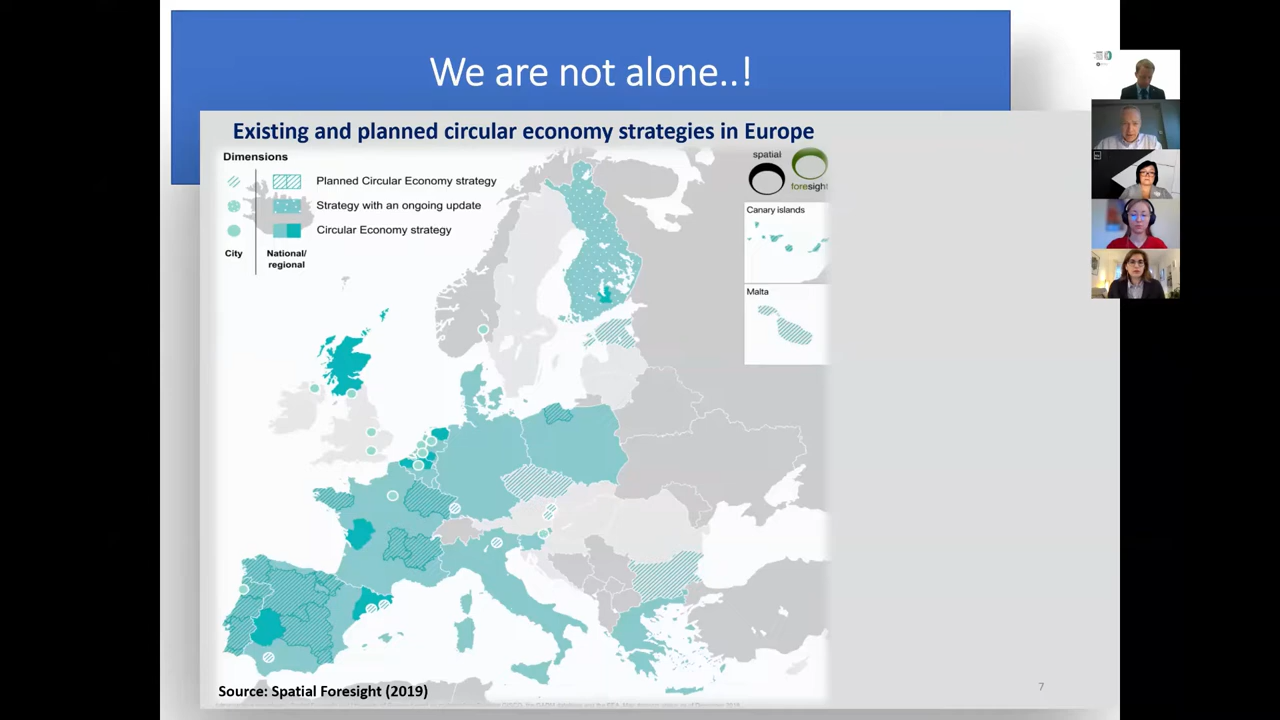 We are not alone..!
Existing and planned circular economy strategies in Europe
Dimensions
Planned Circular Economy strategy
Strategy with an ongoing update
Circular Economy strategy
City
National/
regional
spatial
foresight
Canary islands
Malta
Source: Spatial Foresight (2019)
7